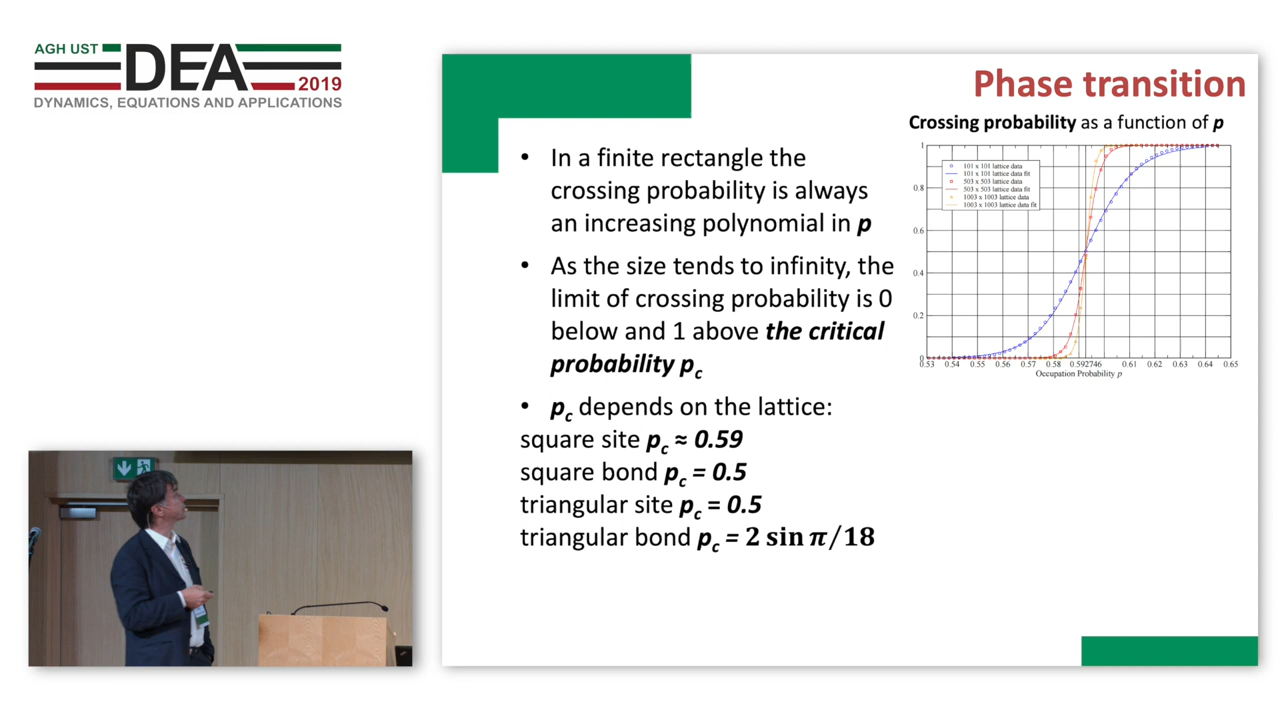 AGH UST
DEA
2019
DYNAMICS, EQUATIONS AND APPLICATIONS
Phase transition
Crossing probability as a function of p
• In a finite rectangle the
crossing probability is always
an increasing polynomial in p
• As the size tends to infinity, the
limit of crossing probability is 0
below and 1 above the critical
probability pc
• pc depends on the lattice:
square site pc ≈ 0.59
square bond pc = 0.5
triangular site pc = 0.5
triangular bond pc = 2 sin π/18
1
0.8
0.6
0.4
0.2
0
101 x 101 lattice data
101 x 101 lattice data fit
503 x 503 lattice data
503 x 503 lattice data fit
1003 x 1003 lattice data
1003 x 1003 lattice data fit
0.53 0.54 0.55 0.56 0.57 0.58 0.592746 0.61 0.62 0.63 0.64 0.65
Occupation Probability p